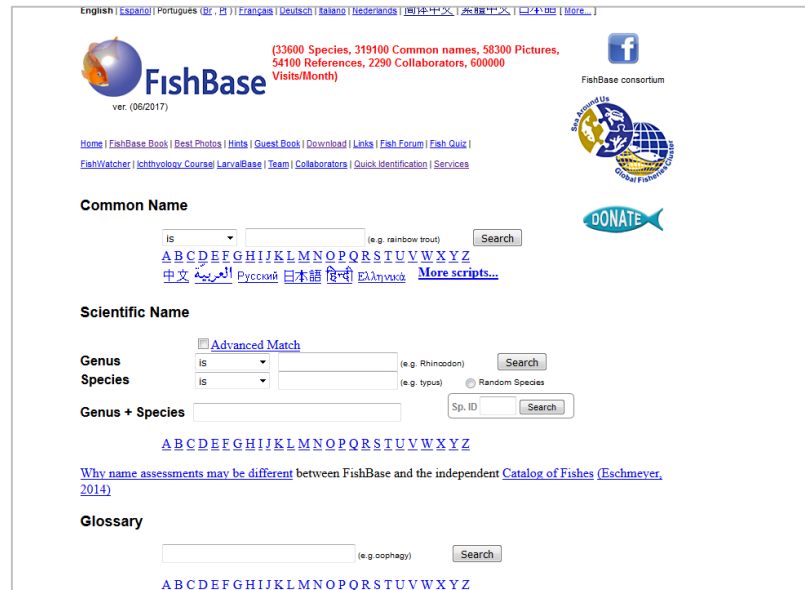 English | Español | Português (Br , Pt ) | Français | Deutsch | Italiano | Nederlands | 简体中文 | 繁體中文 | 日本語 [ More... ]
(33600 Species, 319100 Common names, 58300 Pictures,
54100 References, 2290 Collaborators, 600000
Visits/Month)
FishBase
ver. (06/2017)
FishBase consortium
Sea Around Us
Global Fisheries Cluster
Home | FishBase Book | Best Photos | Hints | Guest Book | Download | Links | Fish Forum | Fish Quiz |
FishWatcher | Ichthyology Course| LarvalBase | Team | Collaborators | Quick Identification | Services
DONATE
Common Name
is (e.g. rainbow trout) Search
A B C D E F G H I J K L M N O P Q R S T U V W X Y Z
中文 العربيّة Русский 日本語 हिन्दी Ελληνικά More scripts...
Scientific Name
Advanced Match
Genus is (e.g. Rhincodon) Search
Species is (e.g. typus) Random Species
Genus + Species Sp. ID Search
A B C D E F G H I J K L M N O P Q R S T U V W X Y Z
Why name assessments may be different between FishBase and the independent Catalog of Fishes (Eschmeyer,
2014)
Glossary
(e.g.oophagy) Search
A B C D E F G H I J K L M N O P Q R S T U V W X Y Z